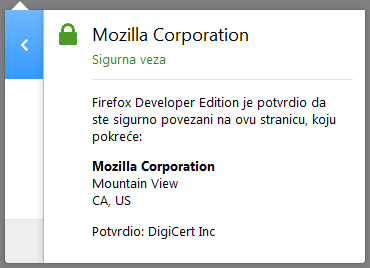 Mozilla Corporation
Sigurna veza
Firefox Developer Edition je potvrdio da
ste sigurno povezani na ovu stranicu, koju
pokreće:
Mozilla Corporation
Mountain View
CA, US
Potvrdio: DigiCert Inc